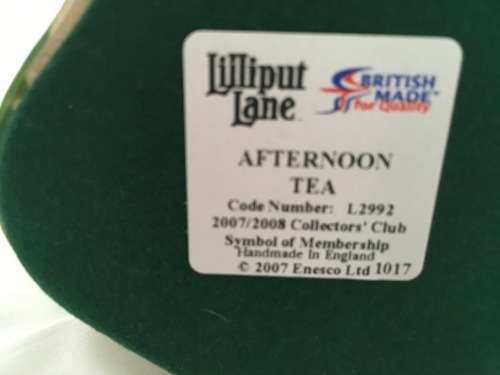 Lilliput
Lane
BRITISH
MADE™
for Quality
AFTERNOON
TEA
Code Number: L2992
2007/2008 Collectors' Club
Symbol of Membership
Handmade In England
© 2007 Enesco Ltd 1017